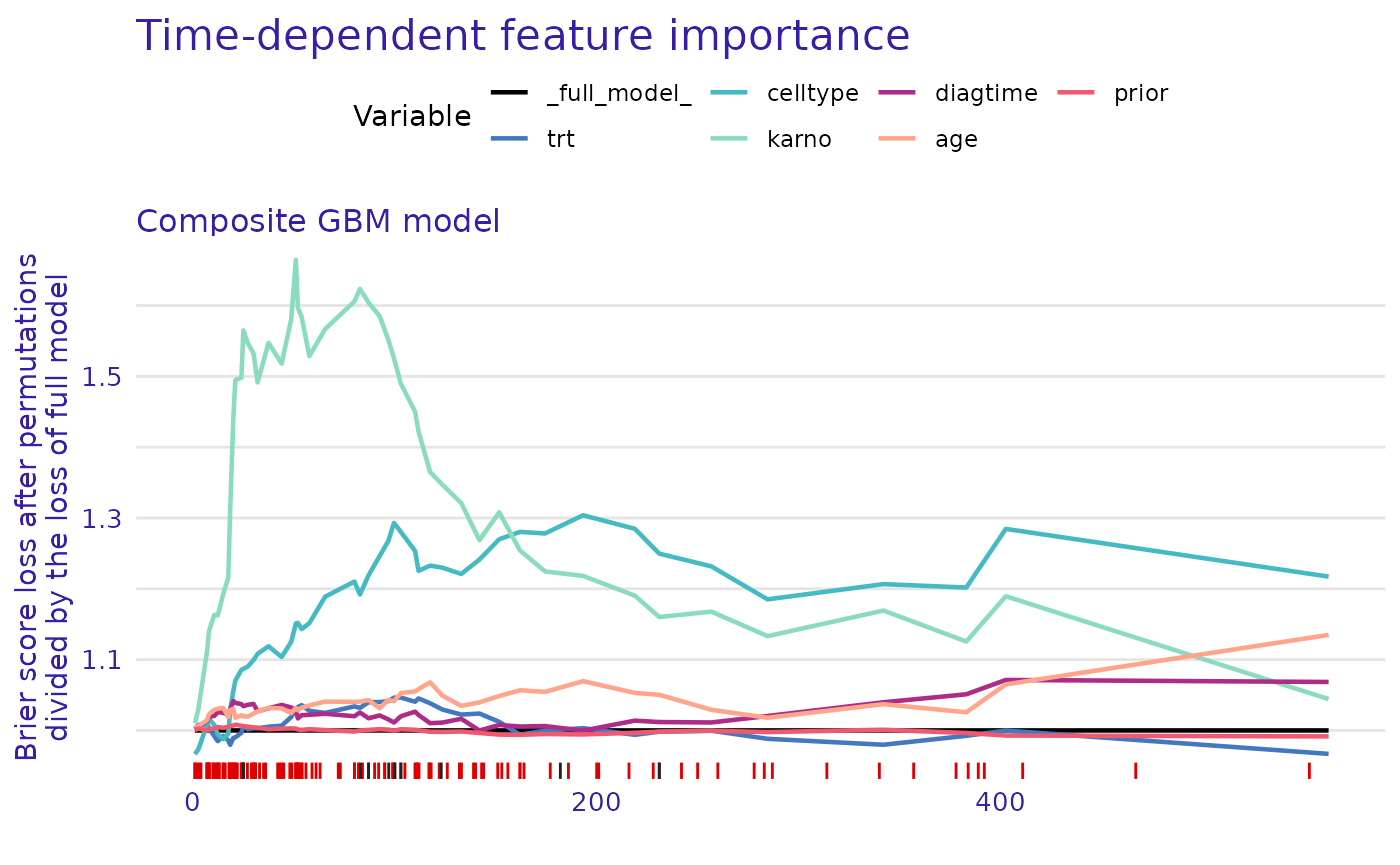 Time-dependent feature importance
Variable
_full_model_ celltype diagtime prior
trt karno age
Composite GBM model
Brier score loss after permutations
divided by the loss of full model
1.5
1.3
1.1
0 200 400